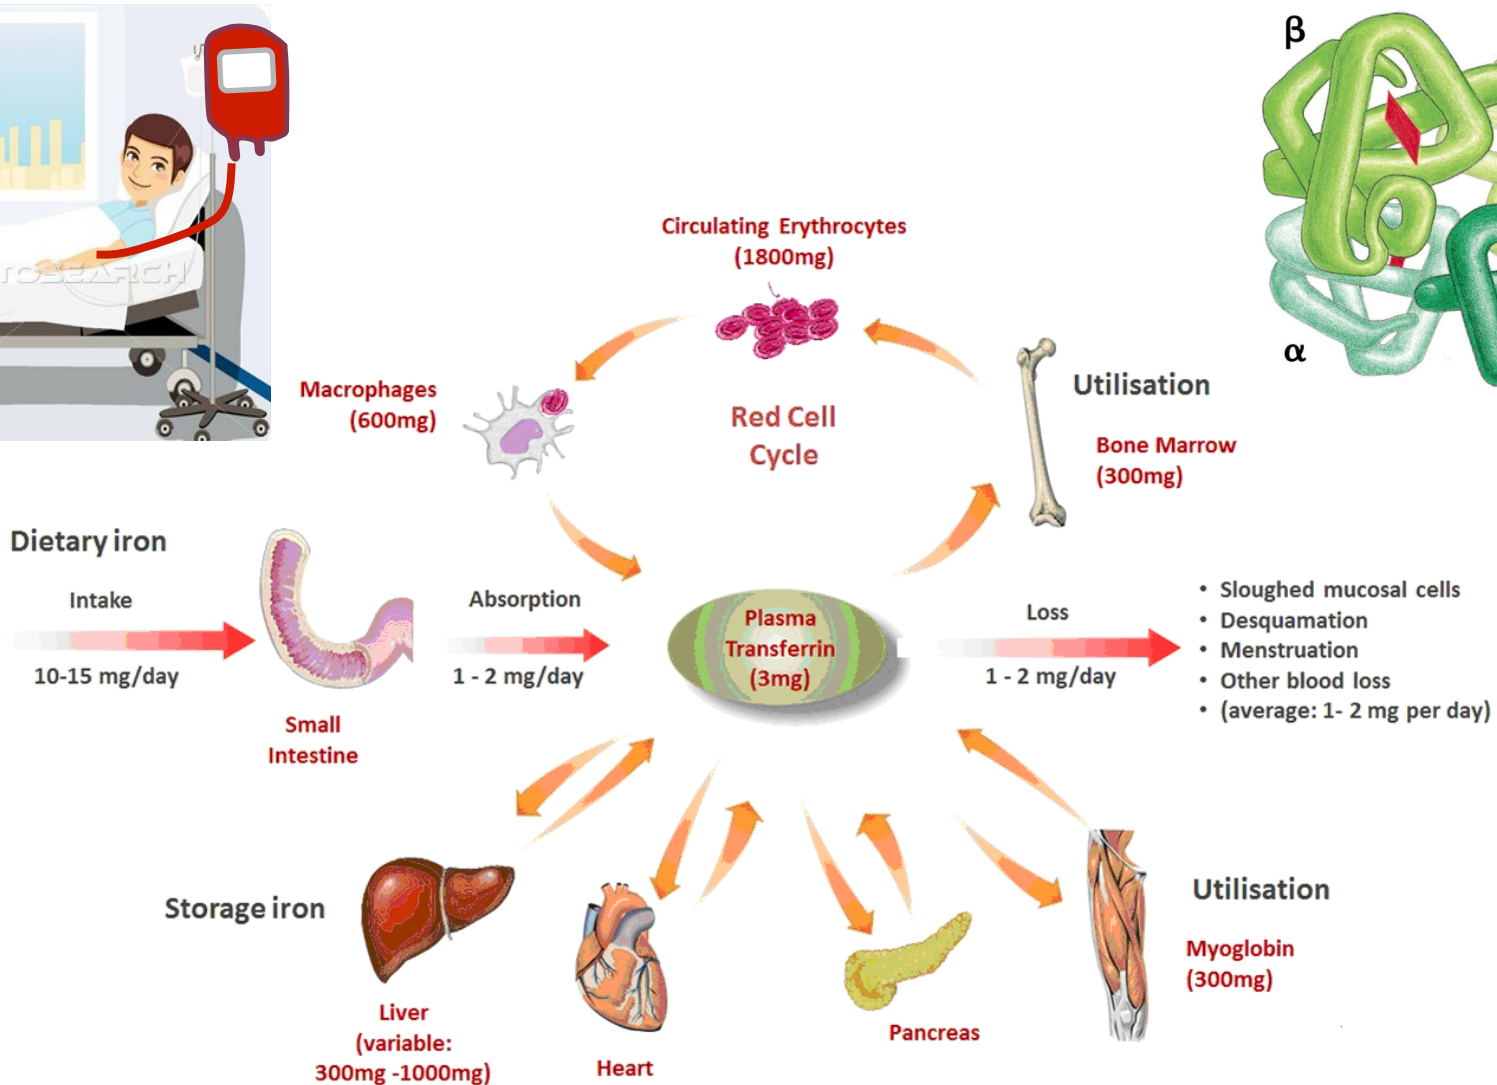 β
α
TOSEARCH
Circulating Erythrocytes
(1800mg)
Macrophages
(600mg)
Red Cell
Cycle
Utilisation
Bone Marrow
(300mg)
Dietary iron
Intake
10-15 mg/day
Small
Intestine
Absorption
1 - 2 mg/day
Plasma
Transferrin
(3mg)
Loss
1 - 2 mg/day
• Sloughed mucosal cells
• Desquamation
• Menstruation
• Other blood loss
• (average: 1- 2 mg per day)
Storage iron
Liver
(variable:
300mg -1000mg)
Heart
Pancreas
Utilisation
Myoglobin
(300mg)